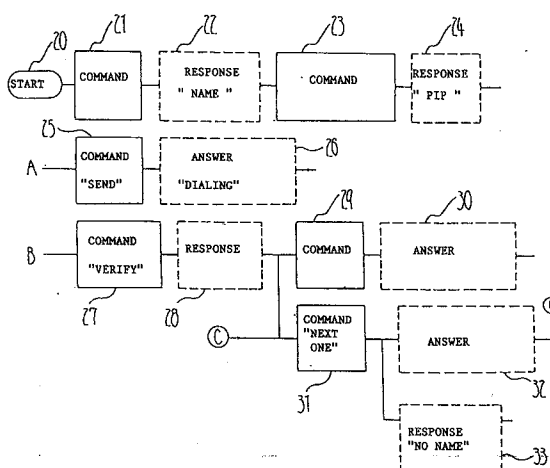 20
21
22
23
24
START
COMMAND
RESPONSE
" NAME "
COMMAND
RESPONSE
" PIP "
25
26
A
COMMAND
"SEND"
ANSWER
"DIALING"
29
30
B
COMMAND
"VERIFY"
RESPONSE
COMMAND
ANSWER
27
28
C
COMMAND
"NEXT
ONE"
ANSWER
31
32
RESPONSE
"NO NAME"
33